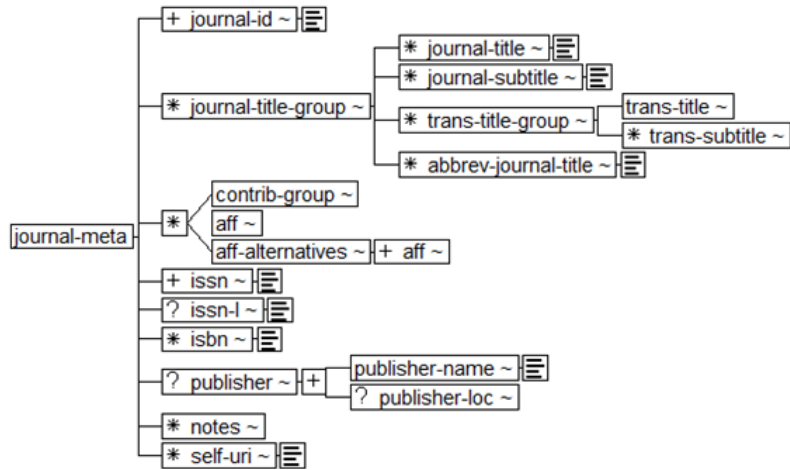 + journal-id ~
* journal-title ~
* journal-subtitle ~
* journal-title-group ~
* trans-title-group ~
trans-title ~
* trans-subtitle ~
* abbrev-journal-title ~
journal-meta
*
contrib-group ~
aff ~
aff-alternatives ~
+ aff ~
+ issn ~
? issn-l ~
* isbn ~
? publisher ~
+
publisher-name ~
? publisher-loc ~
* notes ~
* self-uri ~